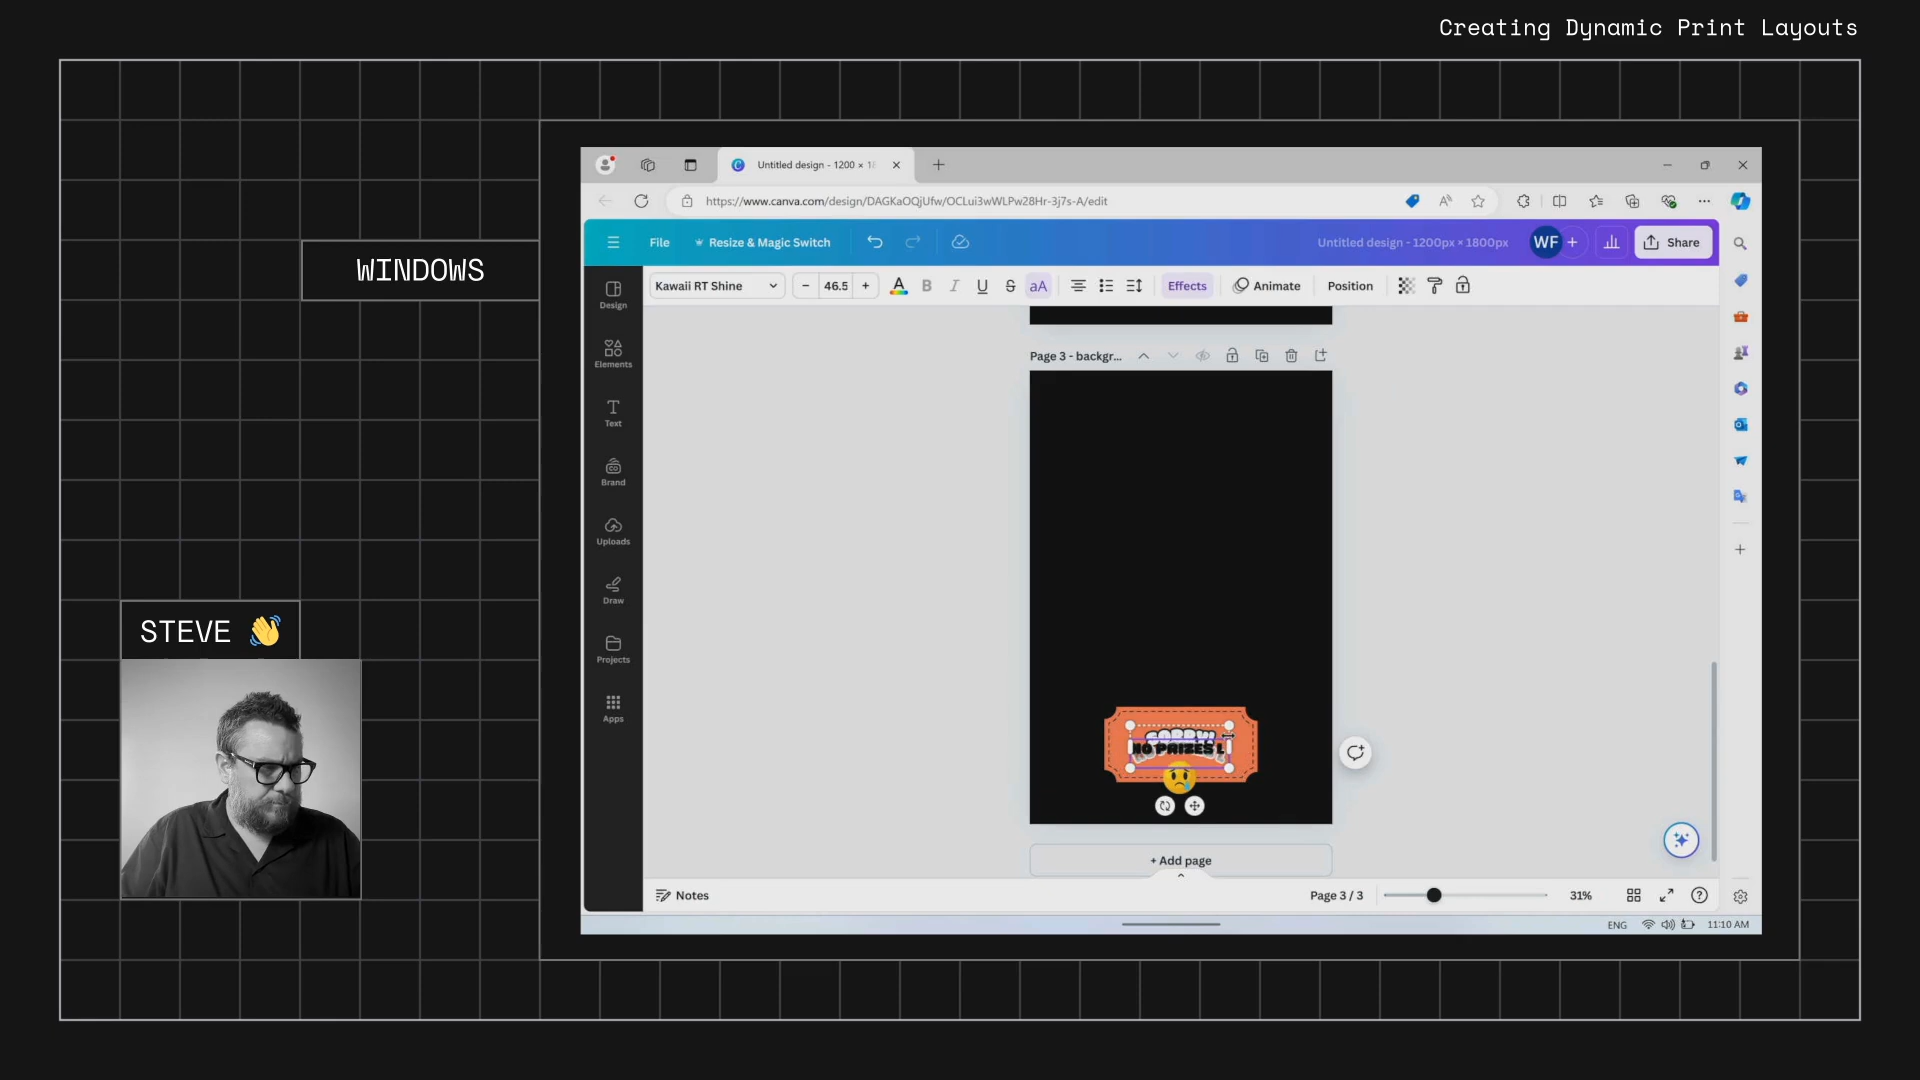 Creating Dynamic Print Layouts
WINDOWS
STEVE 👋
Untitled design - 1200 × 1
https://www.canva.com/design/DAGKaOQjUfw/OCLui3wWLPw28Hr-3j7s-A/edit
File
Resize & Magic Switch
Untitled design - 1200px × 1800px
WF
Share
Kawaii RT Shine
46.5
A
B
I
U
S
aA
Effects
Animate
Position
Design
Elements
Text
Brand
Uploads
Draw
Projects
Apps
Page 3 - backgr...
SORRY!
NO PRIZES L
+ Add page
Notes
Page 3 / 3
31%
ENG
11:10 AM